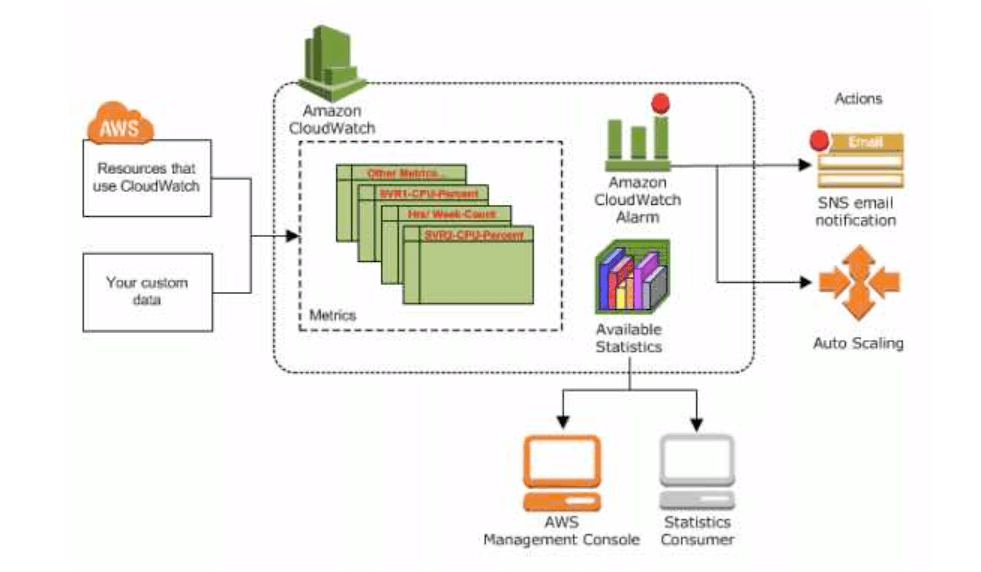 Amazon
CloudWatch
AWS
Resources that
use CloudWatch
Your custom
data
Other Metrics...
SVR1-CPU-Percent
Hrs/ Week-Count
SVR2-CPU-Percent
Metrics
Amazon
CloudWatch
Alarm
Available
Statistics
Actions
Email
SNS email
notification
Auto Scaling
AWS
Management Console
Statistics
Consumer